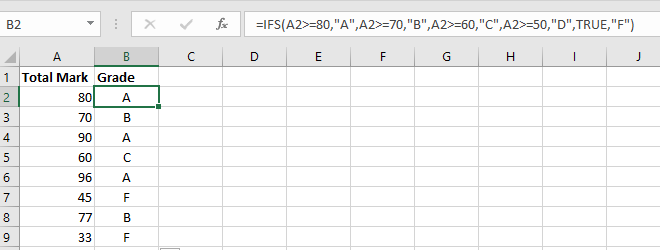 B2 fx =IFS(A2>=80,"A",A2>=70,"B",A2>=60,"C",A2>=50,"D",TRUE,"F")
A B C D E F G H I J
1 Total Mark Grade
2 80 A
3 70 B
4 90 A
5 60 C
6 96 A
7 45 F
8 77 B
9 33 F